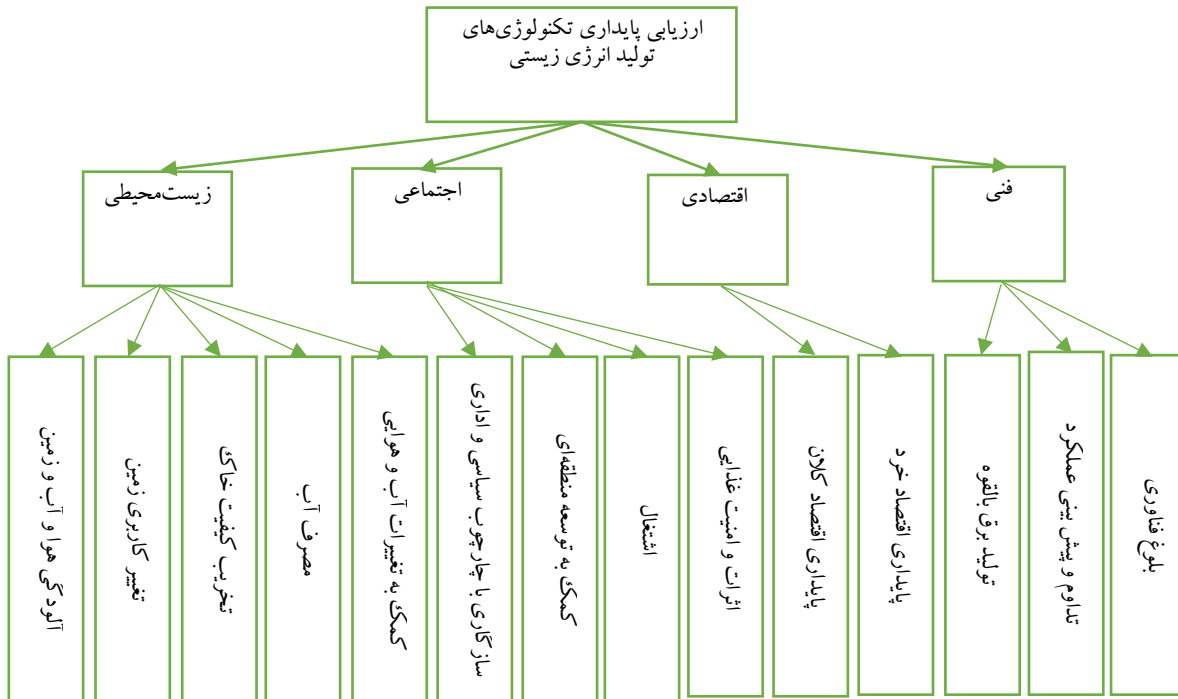 ارزیابی پایداری تکنولوژی‌های
تولید انرژی زیستی
فنی
اقتصادی
اجتماعی
زیست‌محیطی
بلوغ فناوری
تداوم و پیش بینی عملکرد
تولید برق بالقوه
پایداری اقتصاد خرد
پایداری اقتصاد کلان
اثرات و امنیت غذایی
اشتغال
کمک به توسعه منطقه‌ای
سازگاری با چارچوب سیاسی و اداری
کمک به تغییرات آب و هوایی
مصرف آب
تخریب کیفیت خاک
تغییر کاربری زمین
آلودگی هوا و آب و زمین